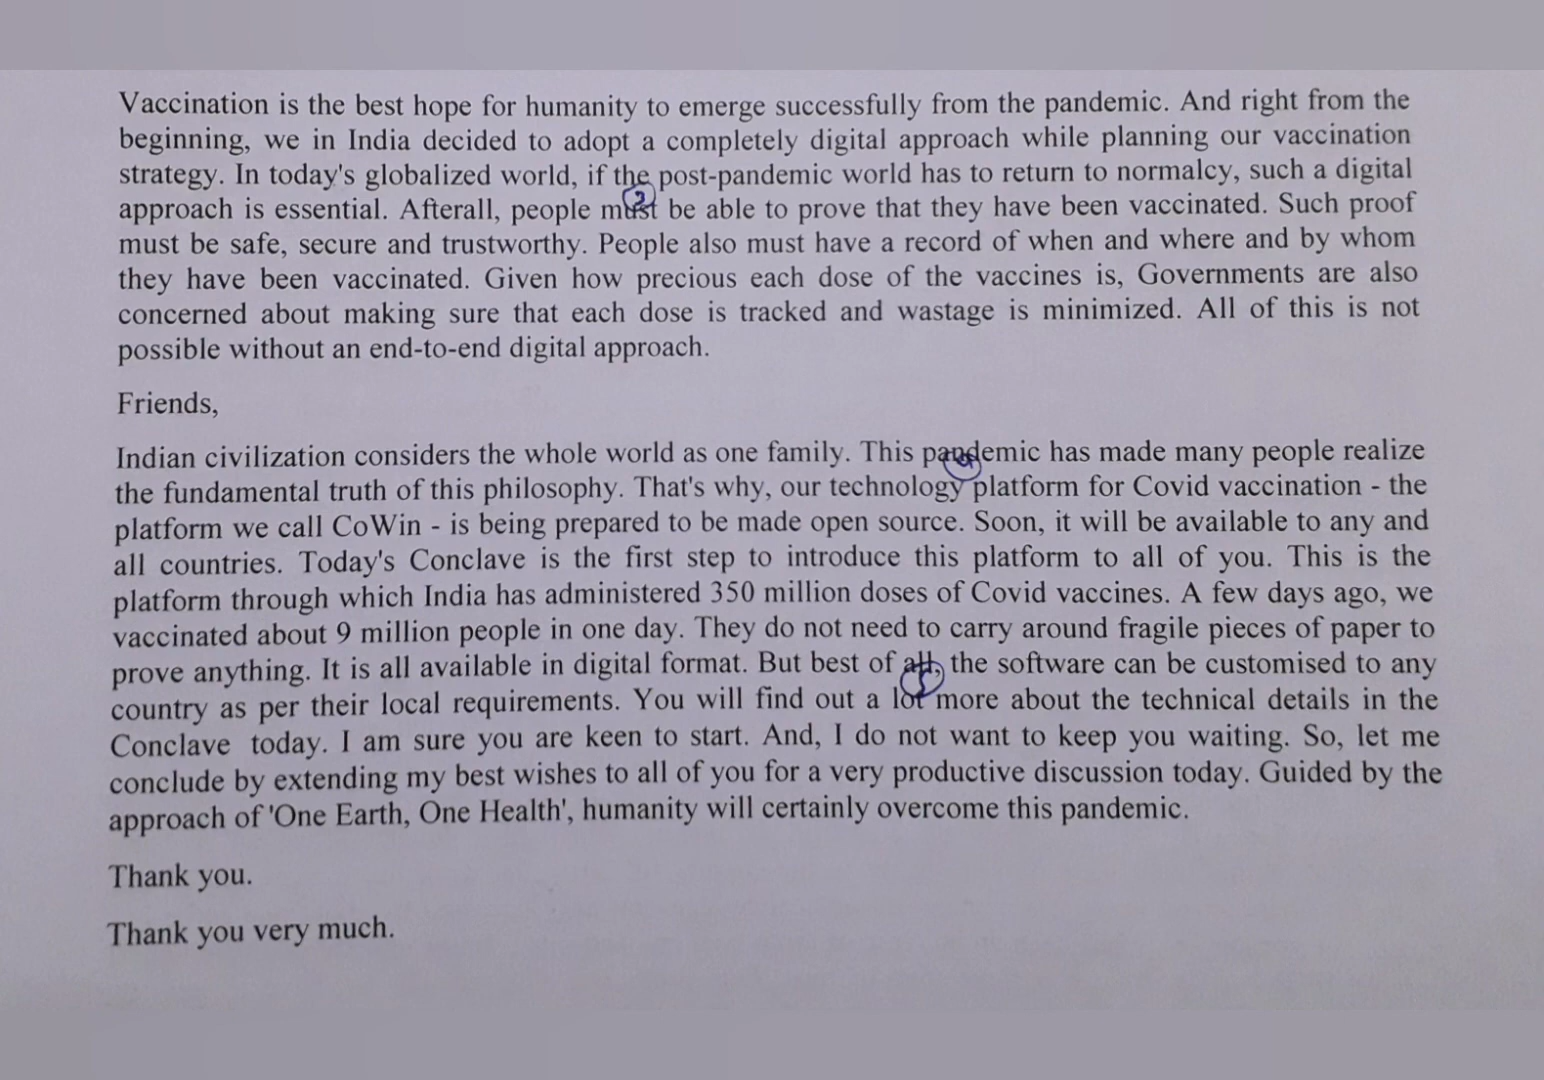 Vaccination is the best hope for humanity to emerge successfully from the pandemic. And right from the
beginning, we in India decided to adopt a completely digital approach while planning our vaccination
strategy. In today's globalized world, if the post-pandemic world has to return to normalcy, such a digital
approach is essential. Afterall, people must be able to prove that they have been vaccinated. Such proof
must be safe, secure and trustworthy. People also must have a record of when and where and by whom
they have been vaccinated. Given how precious each dose of the vaccines is, Governments are also
concerned about making sure that each dose is tracked and wastage is minimized. All of this is not
possible without an end-to-end digital approach.
Friends,
Indian civilization considers the whole world as one family. This pandemic has made many people realize
the fundamental truth of this philosophy. That's why, our technology platform for Covid vaccination - the
platform we call CoWin - is being prepared to be made open source. Soon, it will be available to any and
all countries. Today's Conclave is the first step to introduce this platform to all of you. This is the
platform through which India has administered 350 million doses of Covid vaccines. A few days ago, we
vaccinated about 9 million people in one day. They do not need to carry around fragile pieces of paper to
prove anything. It is all available in digital format. But best of all, the software can be customised to any
country as per their local requirements. You will find out a lot more about the technical details in the
Conclave today. I am sure you are keen to start. And, I do not want to keep you waiting. So, let me
conclude by extending my best wishes to all of you for a very productive discussion today. Guided by the
approach of 'One Earth, One Health', humanity will certainly overcome this pandemic.
Thank you.
Thank you very much.